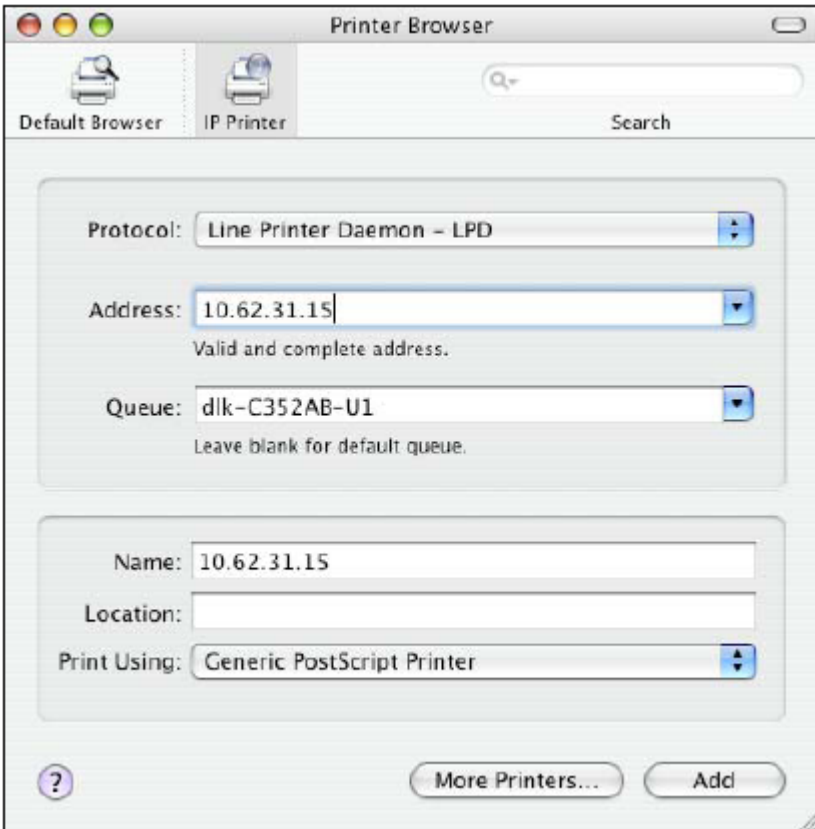 Printer Browser
Default Browser
IP Printer
Search
Protocol: Line Printer Daemon – LPD
Address: 10.62.31.15
Valid and complete address.
Queue: dlk-C352AB-U1
Leave blank for default queue.
Name: 10.62.31.15
Location:
Print Using: Generic PostScript Printer
? More Printers... Add